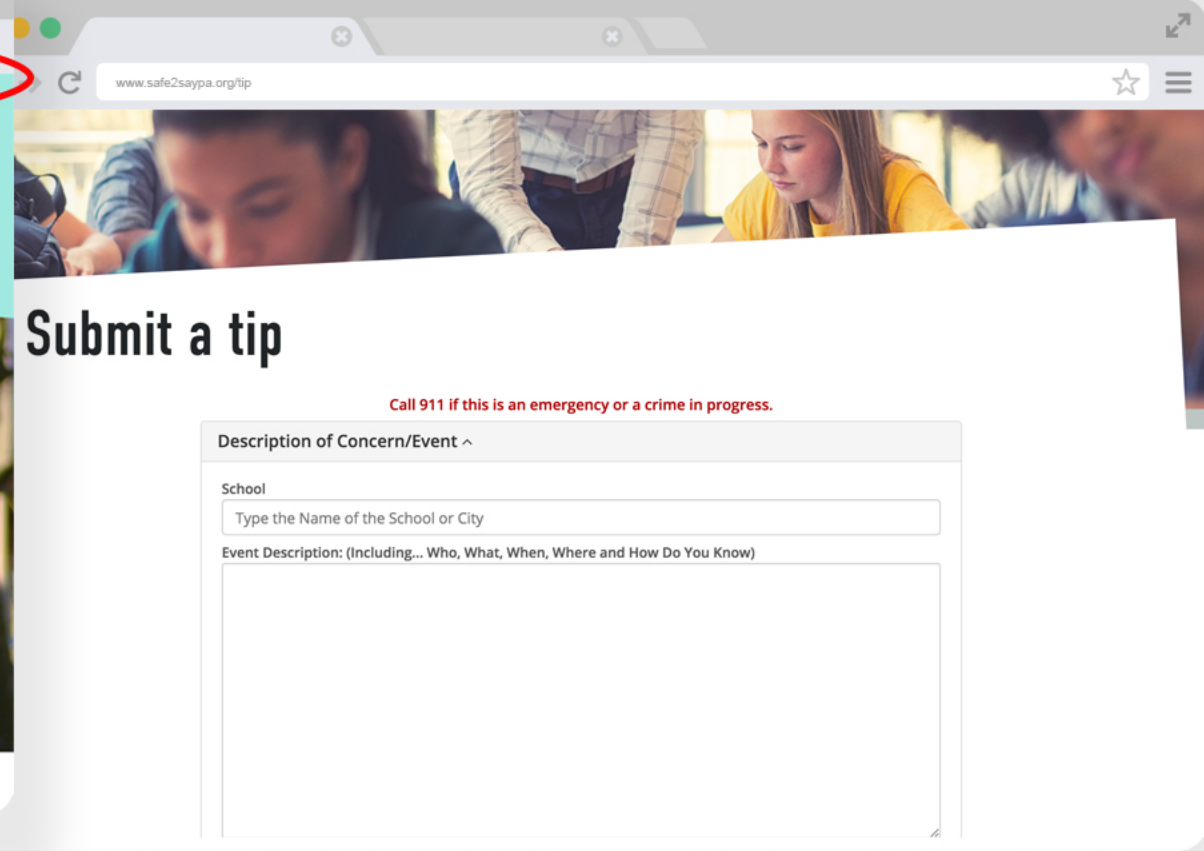 www.safe2saypa.org/tip
Submit a tip
Call 911 if this is an emergency or a crime in progress.
Description of Concern/Event
School
Type the Name of the School or City
Event Description: (Including... Who, What, When, Where and How Do You Know)